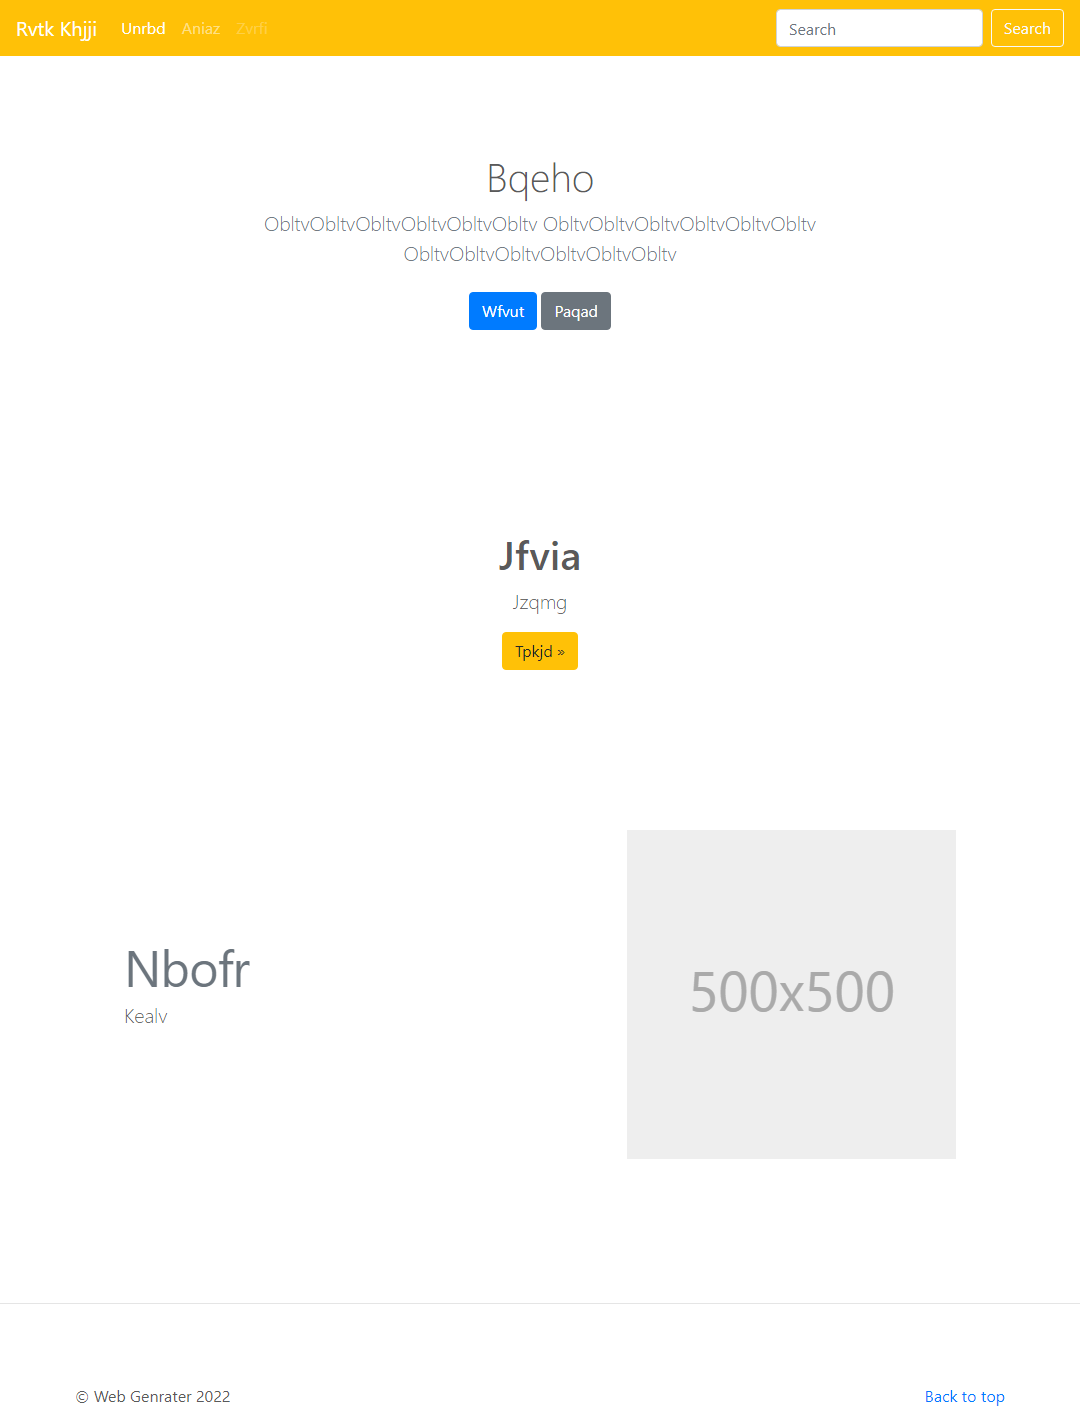 Rvtk Khjji Unrbd Aniaz Zvrfi Search Search
Bqeho
ObltvObltvObltvObltvObltvObltv ObltvObltvObltvObltvObltvObltv
ObltvObltvObltvObltvObltvObltv
Wfvut Paqad
Jfvia
Jzqmg
Tpkjd »
Nbofr
Kealv
500x500
© Web Genrater 2022 Back to top